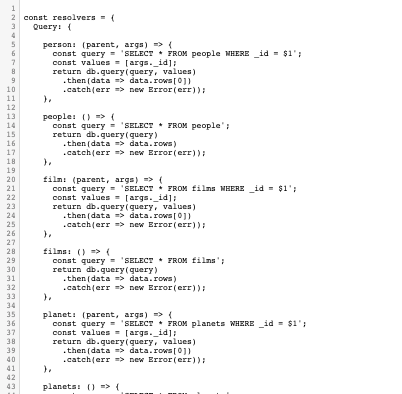 1
2 const resolvers = {
3 Query: {
4
5 person: (parent, args) => {
6 const query = 'SELECT * FROM people WHERE _id = $1';
7 const values = [args._id];
8 return db.query(query, values)
9 .then(data => data.rows[0])
10 .catch(err => new Error(err));
11 },
12
13 people: () => {
14 const query = 'SELECT * FROM people';
15 return db.query(query)
16 .then(data => data.rows)
17 .catch(err => new Error(err));
18 },
19
20 film: (parent, args) => {
21 const query = 'SELECT * FROM films WHERE _id = $1';
22 const values = [args._id];
23 return db.query(query, values)
24 .then(data => data.rows[0])
25 .catch(err => new Error(err));
26 },
27
28 films: () => {
29 const query = 'SELECT * FROM films';
30 return db.query(query)
31 .then(data => data.rows)
32 .catch(err => new Error(err));
33 },
34
35 planet: (parent, args) => {
36 const query = 'SELECT * FROM planets WHERE _id = $1';
37 const values = [args._id];
38 return db.query(query, values)
39 .then(data => data.rows[0])
40 .catch(err => new Error(err));
41 },
42
43 planets: () => {